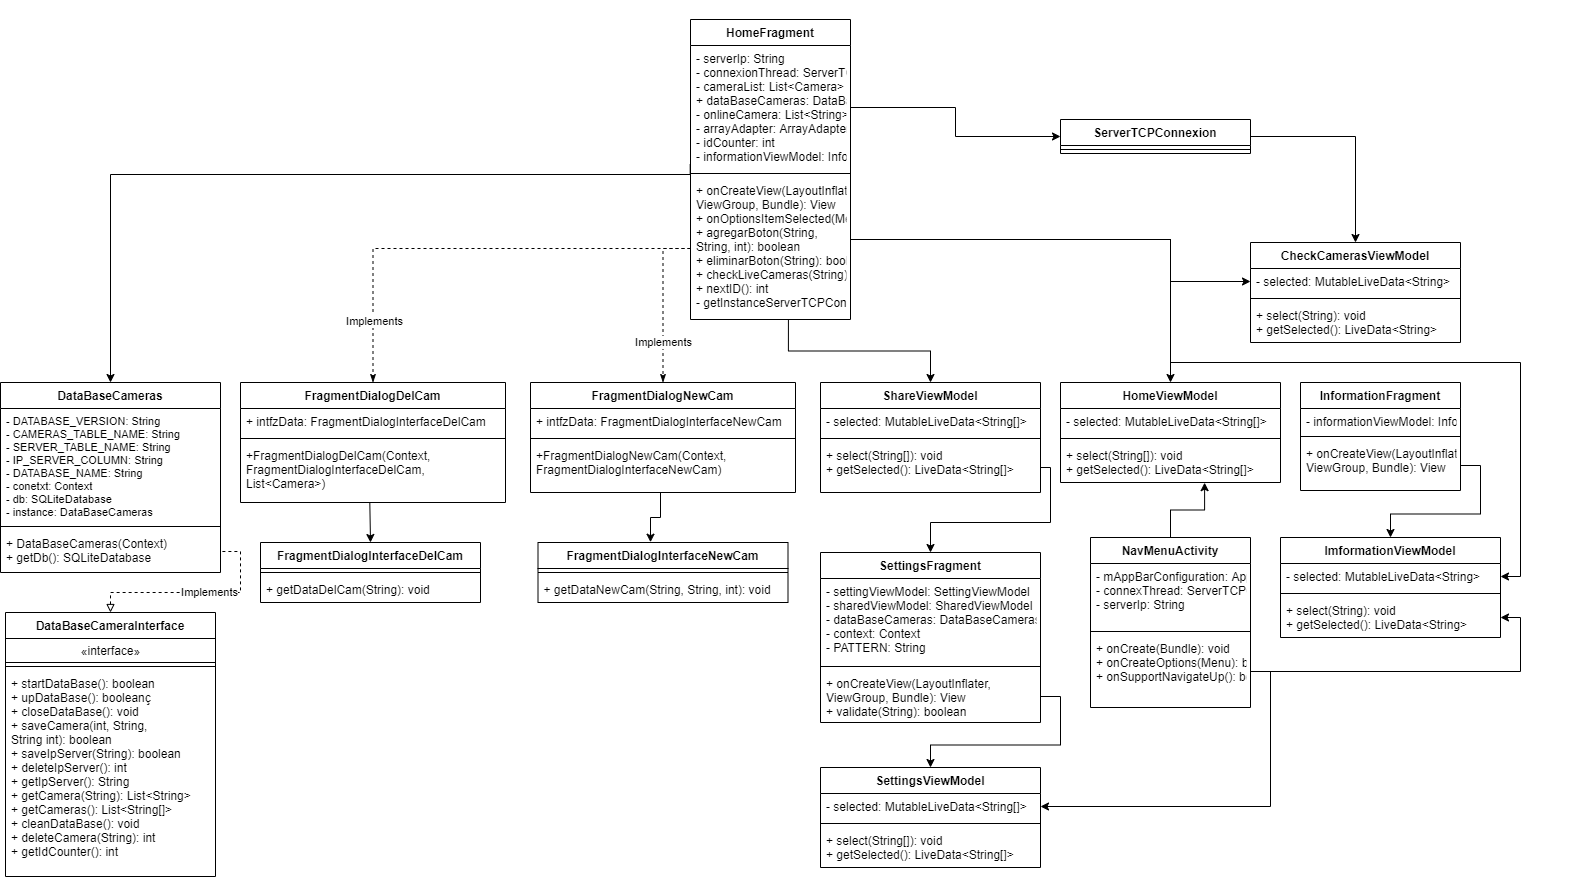 HomeFragment
- serverIp: String
- connexionThread: ServerT
- cameraList: List<Camera>
+ dataBaseCameras: DataB
- onlineCamera: List<String>
- arrayAdapter: ArrayAdapte
- idCounter: int
- informationViewModel: Info
+ onCreateView(LayoutInflat
ViewGroup, Bundle): View
+ onOptionsItemSelected(M
+ agregarBoton(String,
String, int): boolean
+ eliminarBoton(String): boo
+ checkLiveCameras(String)
+ nextID(): int
- getInstanceServerTCPCon
ServerTCPConnexion
CheckCamerasViewModel
- selected: MutableLiveData<String>
+ select(String): void
+ getSelected(): LiveData<String>
Implements
Implements
DataBaseCameras
- DATABASE_VERSION: String
- CAMERAS_TABLE_NAME: String
- SERVER_TABLE_NAME: String
- IP_SERVER_COLUMN: String
- DATABASE_NAME: String
- conetxt: Context
- db: SQLiteDatabase
- instance: DataBaseCameras
+ DataBaseCameras(Context)
+ getDb(): SQLiteDatabase
FragmentDialogDelCam
+ intfzData: FragmentDialogInterfaceDelCam
+FragmentDialogDelCam(Context,
FragmentDialogInterfaceDelCam,
List<Camera>)
FragmentDialogNewCam
+ intfzData: FragmentDialogInterfaceNewCam
+FragmentDialogNewCam(Context,
FragmentDialogInterfaceNewCam)
ShareViewModel
- selected: MutableLiveData<String[]>
+ select(String[]): void
+ getSelected(): LiveData<String[]>
HomeViewModel
- selected: MutableLiveData<String[]>
+ select(String[]): void
+ getSelected(): LiveData<String[]>
InformationFragment
- informationViewModel: Info
+ onCreateView(LayoutInflat
ViewGroup, Bundle): View
FragmentDialogInterfaceDelCam
+ getDataDelCam(String): void
FragmentDialogInterfaceNewCam
+ getDataNewCam(String, String, int): void
SettingsFragment
- settingViewModel: SettingViewModel
- sharedViewModel: SharedViewModel
- dataBaseCameras: DataBaseCameras
- context: Context
- PATTERN: String
+ onCreateView(LayoutInflater,
ViewGroup, Bundle): View
+ validate(String): boolean
NavMenuActivity
- mAppBarConfiguration: Ap
- connexThread: ServerTCP
- serverIp: String
+ onCreate(Bundle): void
+ onCreateOptions(Menu): b
+ onSupportNavigateUp(): b
ImformationViewModel
- selected: MutableLiveData<String>
+ select(String): void
+ getSelected(): LiveData<String>
Implements
DataBaseCameraInterface
«interface»
+ startDataBase(): boolean
+ upDataBase(): booleanç
+ closeDataBase(): void
+ saveCamera(int, String,
String int): boolean
+ saveIpServer(String): boolean
+ deleteIpServer(): int
+ getIpServer(): String
+ getCamera(String): List<String>
+ getCameras(): List<String[]>
+ cleanDataBase(): void
+ deleteCamera(String): int
+ getIdCounter(): int
SettingsViewModel
- selected: MutableLiveData<String[]>
+ select(String[]): void
+ getSelected(): LiveData<String[]>